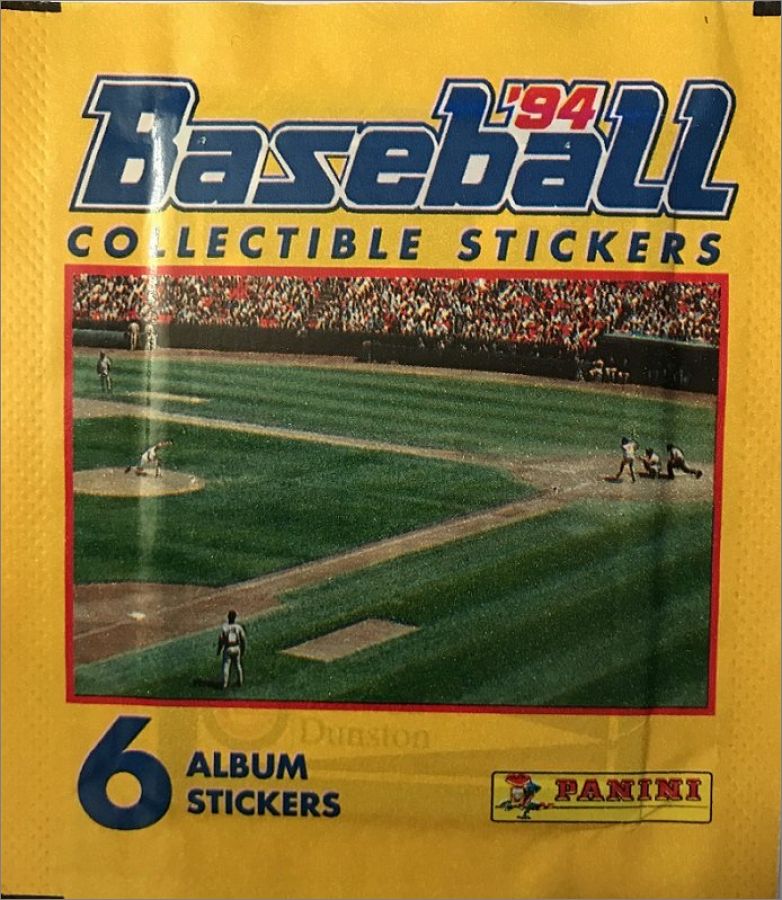 Baseball '94
COLLECTIBLE STICKERS
Dunston
6 ALBUM
STICKERS
PANINI